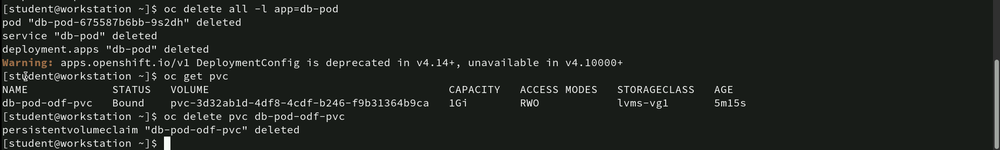 [student@workstation ~]$ oc delete all -l app=db-pod
pod "db-pod-675587b6bb-9s2dh" deleted
service "db-pod" deleted
deployment.apps "db-pod" deleted
Warning: apps.openshift.io/v1 DeploymentConfig is deprecated in v4.14+, unavailable in v4.10000+
[student@workstation ~]$ oc get pvc
NAME             STATUS   VOLUME                                     CAPACITY   ACCESS MODES   STORAGECLASS   AGE
db-pod-odf-pvc   Bound    pvc-3d32ab1d-4df8-4cdf-b246-f9b31364b9ca   1Gi        RWO            lvms-vg1       5m15s
[student@workstation ~]$ oc delete pvc db-pod-odf-pvc
persistentvolumeclaim "db-pod-odf-pvc" deleted
[student@workstation ~]$